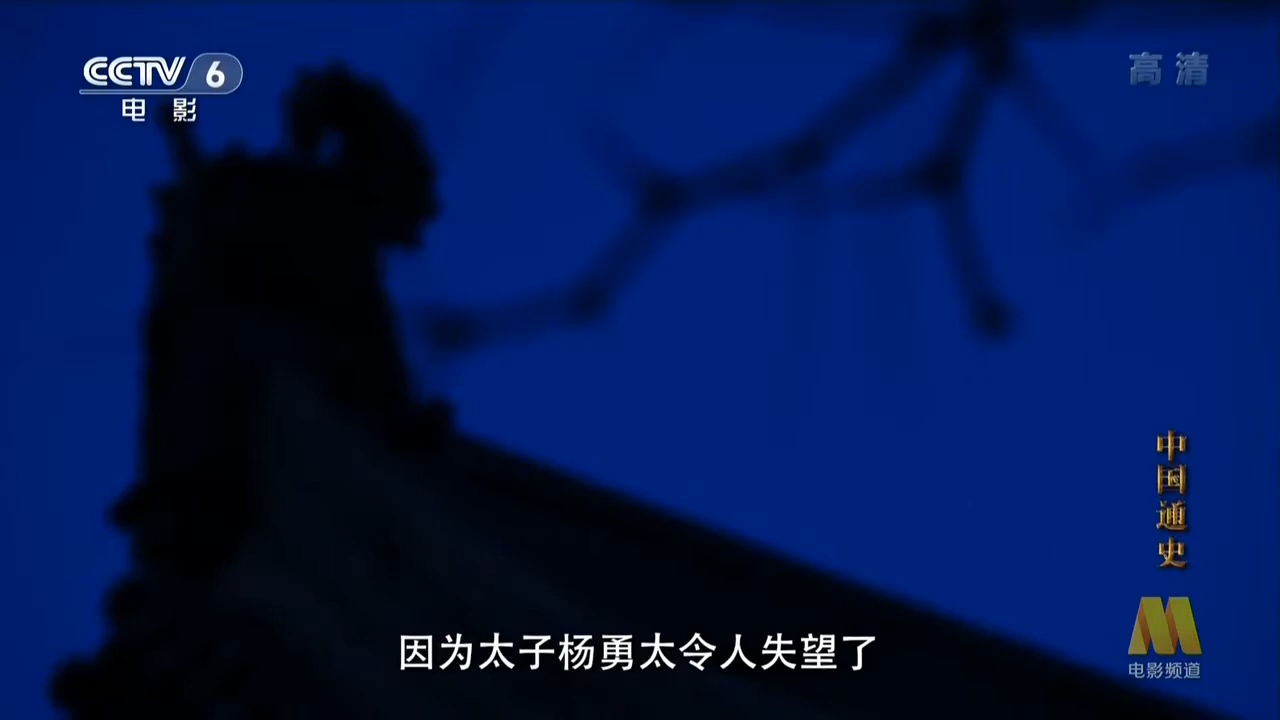 CCTV 6
电影
高清
中国通史
因为太子杨勇太令人失望了
电影频道